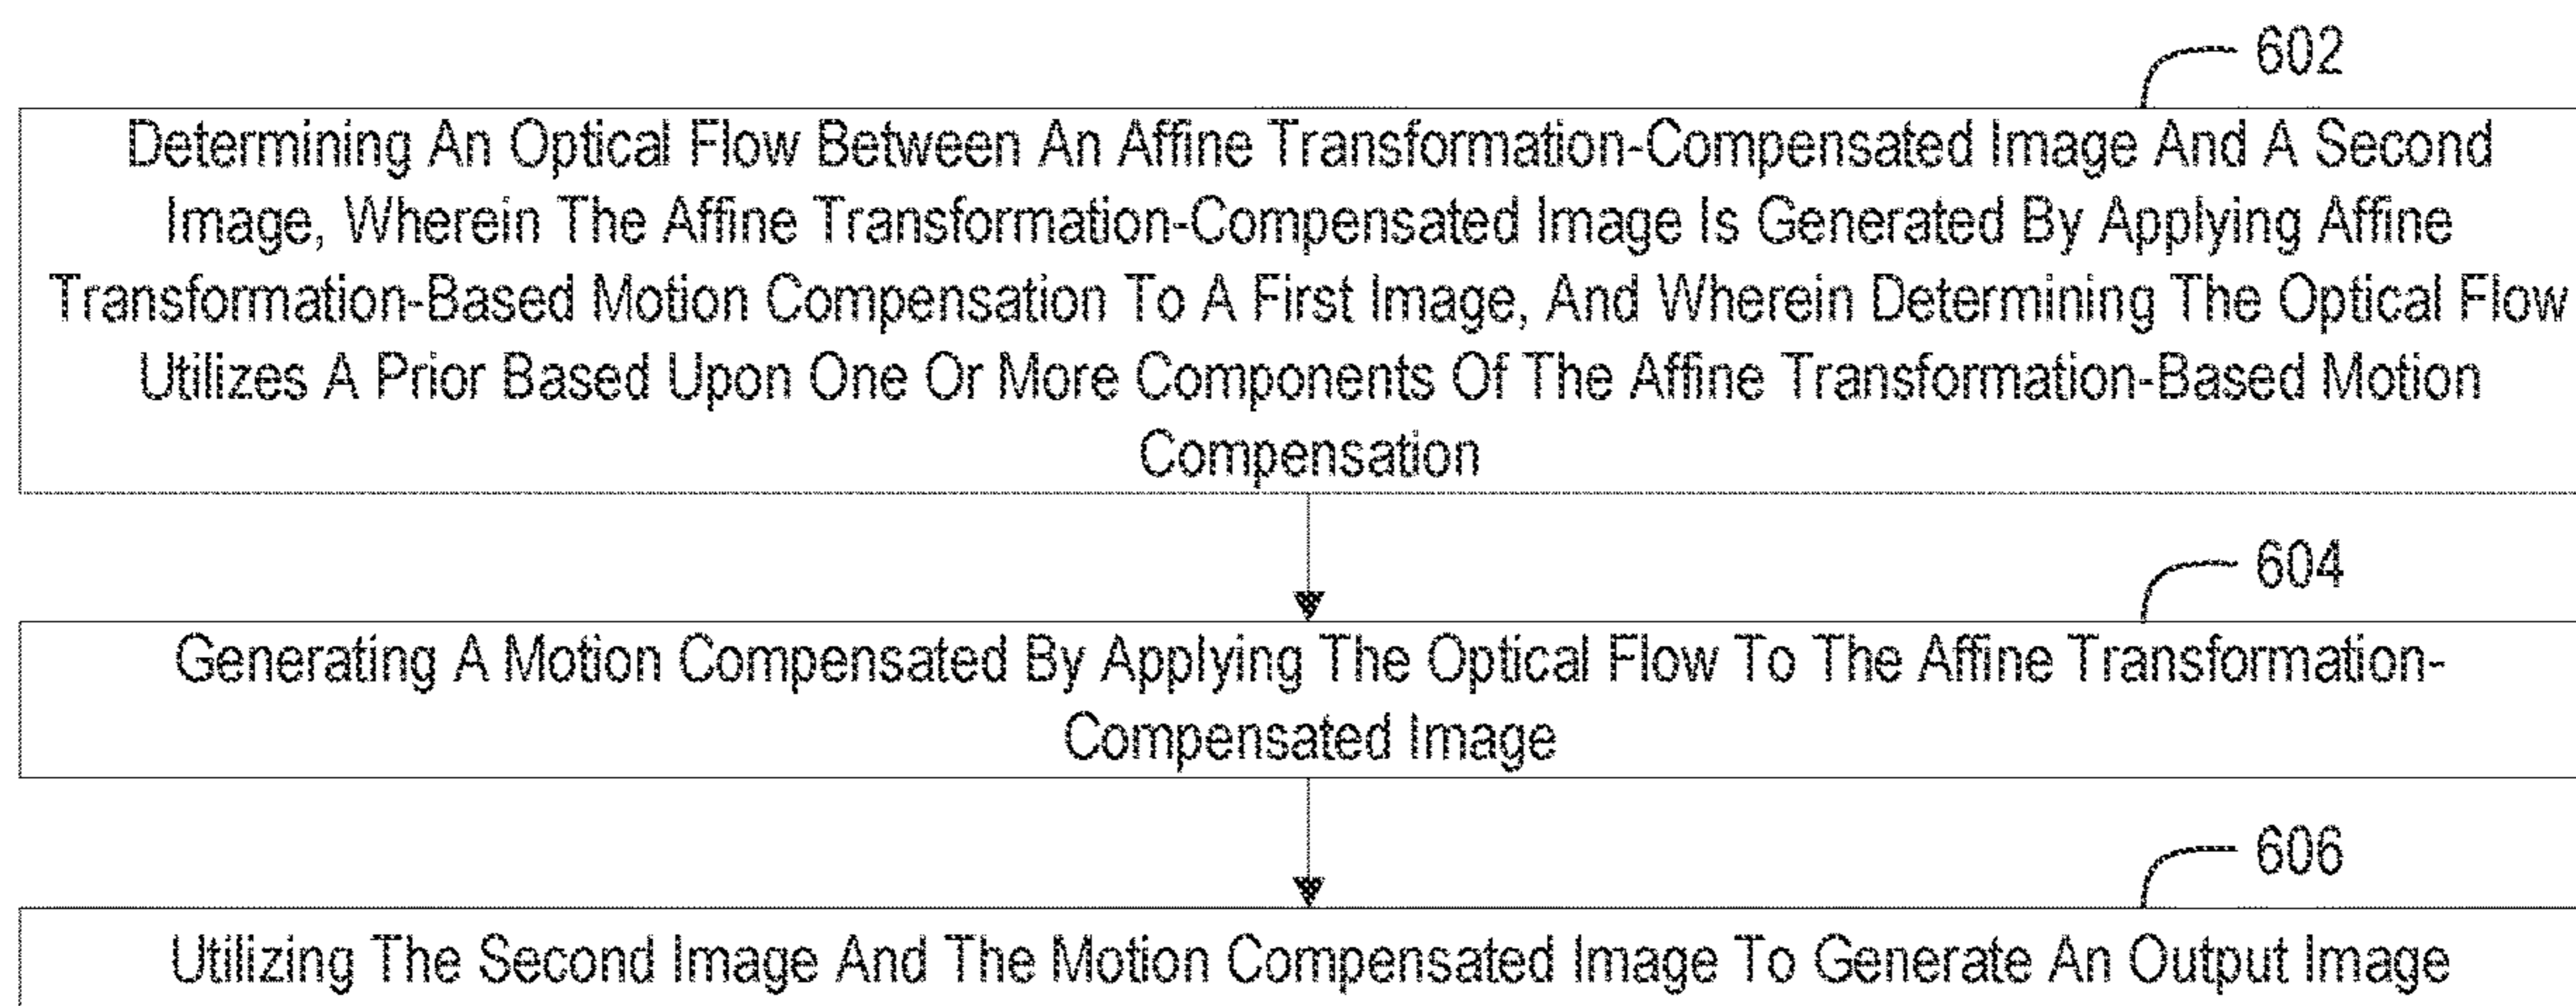 602
Determining An Optical Flow Between An Affine Transformation-Compensated Image And A Second
Image, Wherein The Affine Transformation-Compensated Image Is Generated By Applying Affine
Transformation-Based Motion Compensation To A First Image, And Wherein Determining The Optical Flow
Utilizes A Prior Based Upon One Or More Components Of The Affine Transformation-Based Motion
Compensation
604
Generating A Motion Compensated By Applying The Optical Flow To The Affine Transformation-
Compensated Image
606
Utilizing The Second Image And The Motion Compensated Image To Generate An Output Image